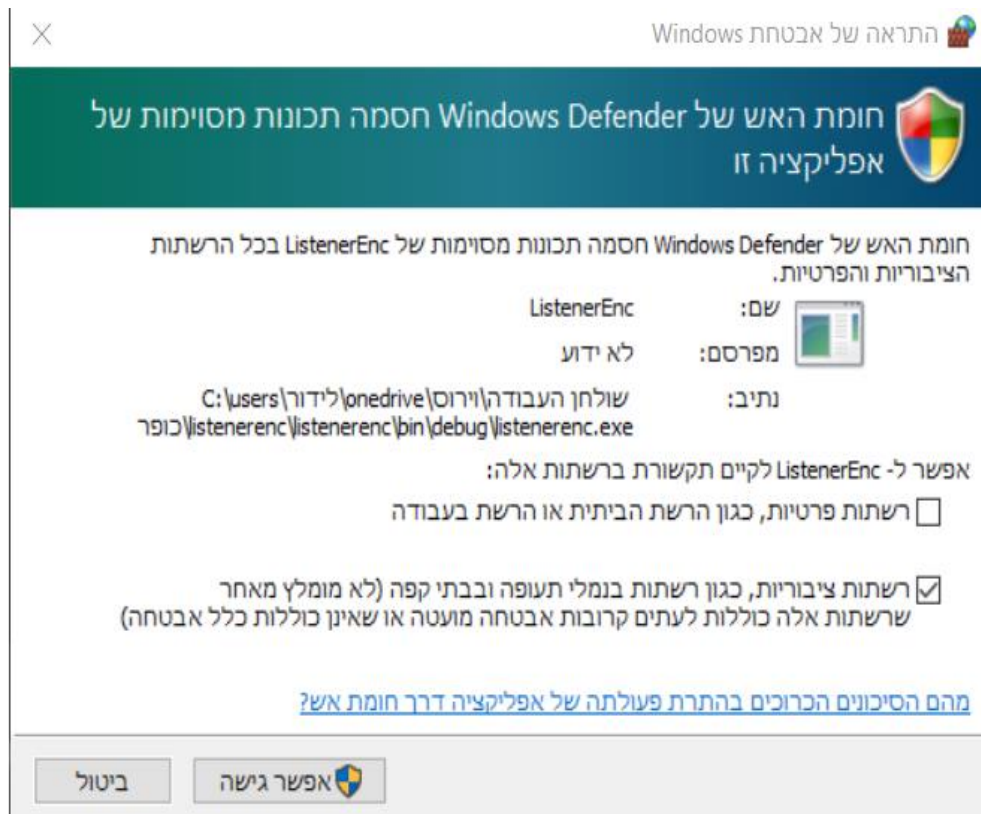 התראה של אבטחת Windows
חומת האש של Windows Defender חסמה תכונות מסוימות של
אפליקציה זו
חומת האש של Windows Defender חסמה תכונות מסוימות של ListenerEnc בכל הרשתות
הציבוריות והפרטיות.
שם: ListenerEnc
מפרסם: לא ידוע
נתיב: C:\users\לידור\onedrive\שולחן העבודה\וירוס
כופר\listenerenc\listenerenc\bin\debug\listenerenc.exe
אפשר ל- ListenerEnc לקיים תקשורת ברשתות אלה:
רשתות פרטיות, כגון הרשת הביתית או הרשת בעבודה
רשתות ציבוריות, כגון רשתות בנמלי תעופה ובבתי קפה (לא מומלץ מאחר
שרשתות אלה כוללות לעתים קרובות אבטחה מועטה או שאינן כוללות כלל אבטחה)
מהם הסיכונים הכרוכים בהתרת פעולתה של אפליקציה דרך חומת אש?
אפשר גישה
ביטול